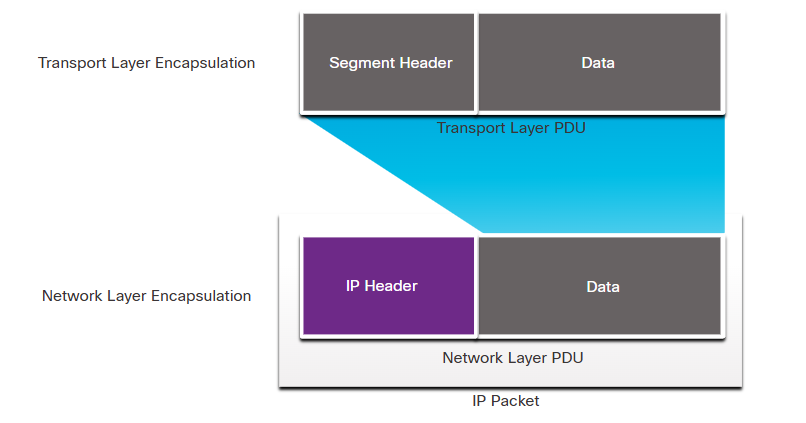 Transport Layer Encapsulation
Segment Header
Data
Transport Layer PDU
Network Layer Encapsulation
IP Header
Data
Network Layer PDU
IP Packet